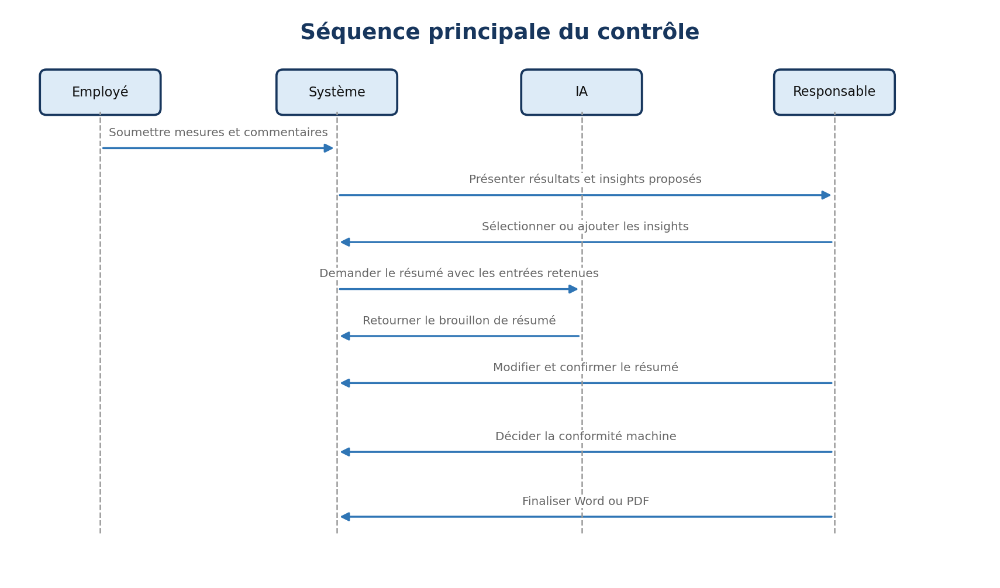 Séquence principale du contrôle
Employé
Système
IA
Responsable
Soumettre mesures et commentaires
Présenter résultats et insights proposés
Sélectionner ou ajouter les insights
Demander le résumé avec les entrées retenues
Retourner le brouillon de résumé
Modifier et confirmer le résumé
Décider la conformité machine
Finaliser Word ou PDF